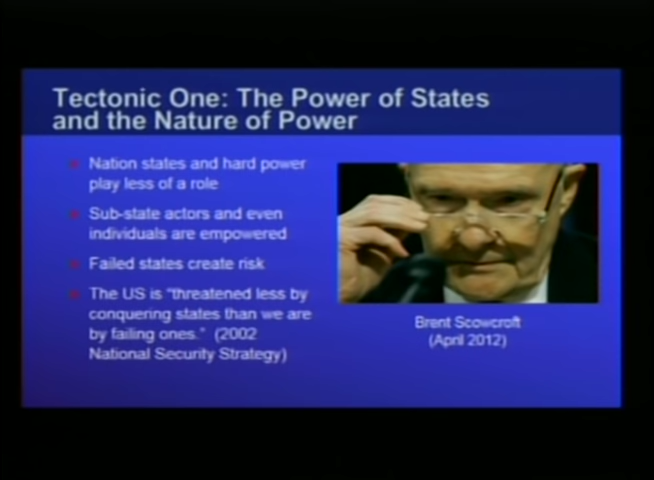 Tectonic One: The Power of States
and the Nature of Power
Nation states and hard power
play less of a role
Sub-state actors and even
individuals are empowered
Failed states create risk
The US is "threatened less by
conquering states than we are
by failing ones." (2002
National Security Strategy)
Brent Scowcroft
(April 2012)